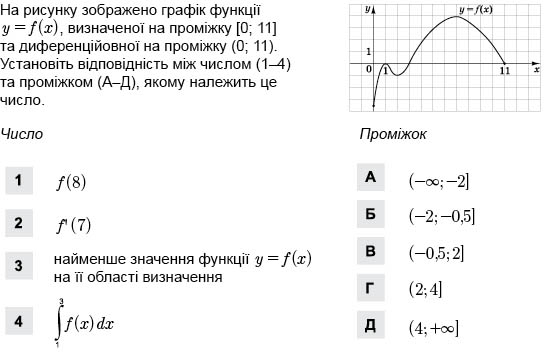 На рисунку зображено графік функції
y = f(x), визначеної на проміжку [0; 11]
та диференційовної на проміжку (0; 11).
Установіть відповідність між числом (1–4)
та проміжком (А–Д), якому належить це
число.
y
y = f(x)
1
0
1
11
x
Число
Проміжок
1 f(8)
2 f'(7)
3 найменше значення функції y = f(x)
на її області визначення
4 ∫₁³ f(x) dx
А (−∞; −2]
Б (−2; −0,5]
В (−0,5; 2]
Г (2; 4]
Д (4; +∞]